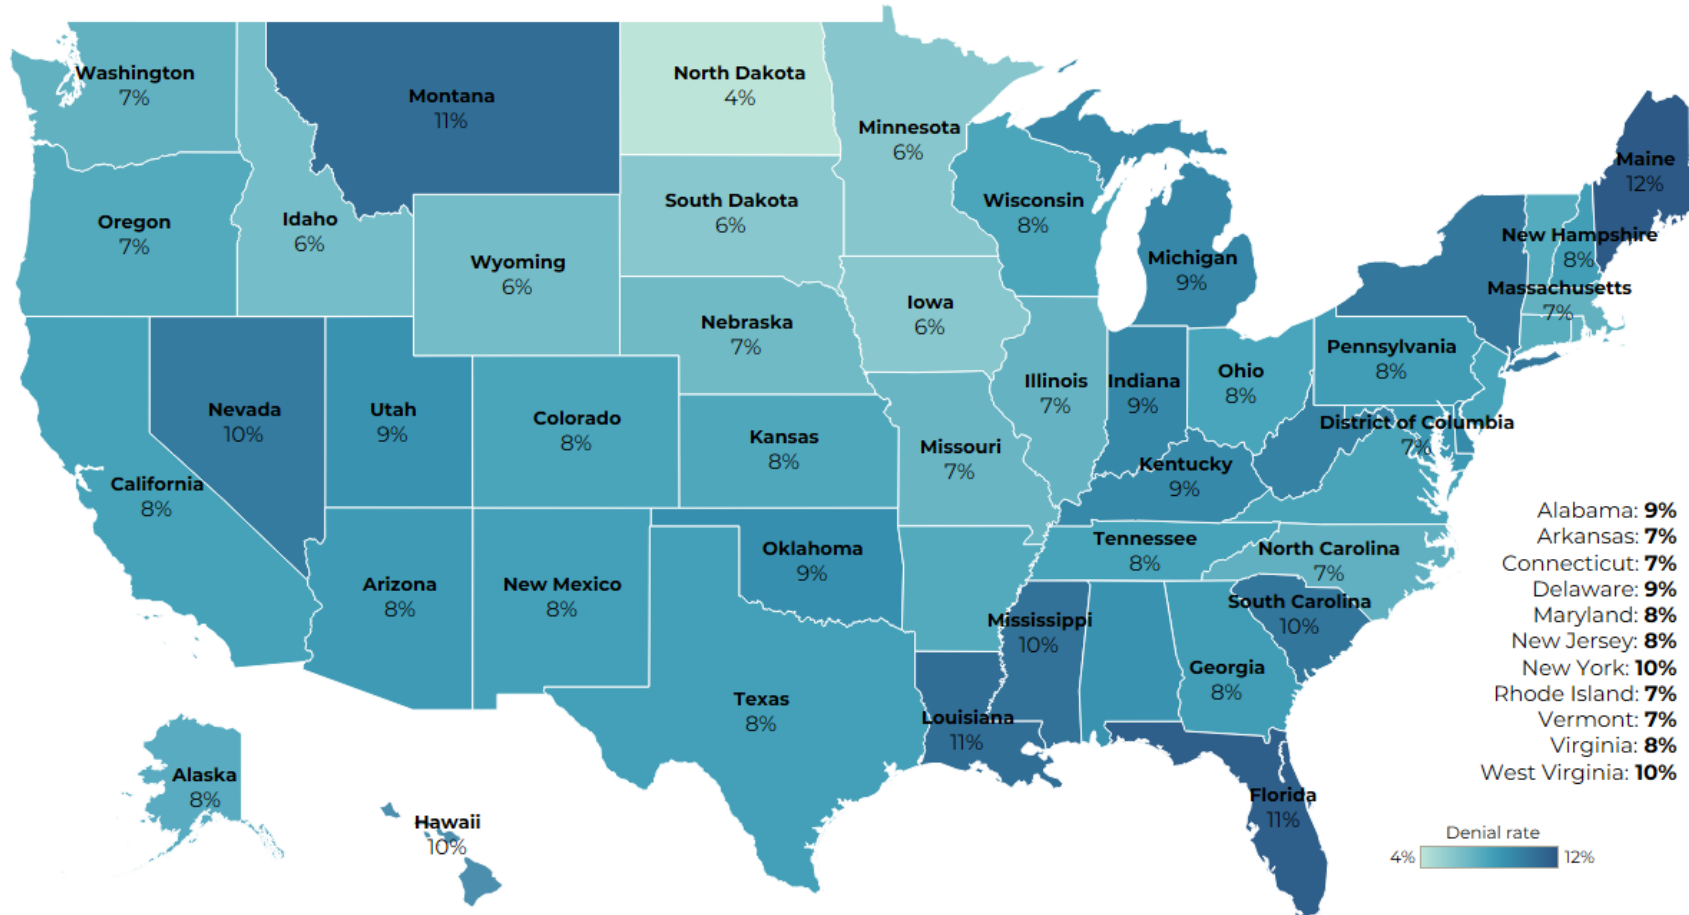 Washington
7%
Montana
11%
North Dakota
4%
Minnesota
6%
Maine
12%
Oregon
7%
Idaho
6%
Wyoming
6%
South Dakota
6%
Wisconsin
8%
Michigan
9%
New Hampshire
8%
Massachusetts
7%
Nebraska
7%
Iowa
6%
Illinois
7%
Indiana
9%
Ohio
8%
Pennsylvania
8%
District of Columbia
7%
Nevada
10%
Utah
9%
Colorado
8%
Kansas
8%
Missouri
7%
Kentucky
9%
California
8%
Arizona
8%
New Mexico
8%
Oklahoma
9%
Tennessee
8%
North Carolina
7%
South Carolina
10%
Mississippi
10%
Georgia
8%
Texas
8%
Louisiana
11%
Florida
11%
Alaska
8%
Hawaii
10%
Alabama: 9%
Arkansas: 7%
Connecticut: 7%
Delaware: 9%
Maryland: 8%
New Jersey: 8%
New York: 10%
Rhode Island: 7%
Vermont: 7%
Virginia: 8%
West Virginia: 10%
Denial rate
4% 12%